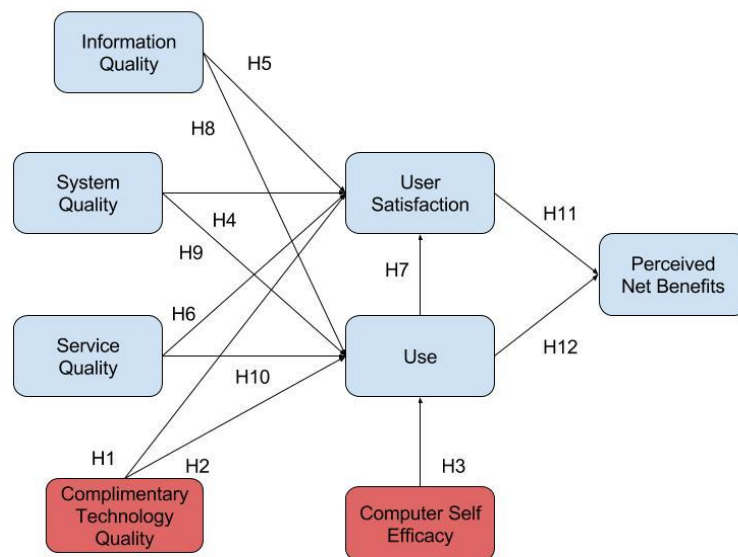 Information
Quality
H5
H8
System
Quality
User
Satisfaction
H4
H9
H11
H7
Perceived
Net Benefits
H6
Service
Quality
Use
H10
H12
H1
H2
H3
Complimentary
Technology
Quality
Computer Self
Efficacy